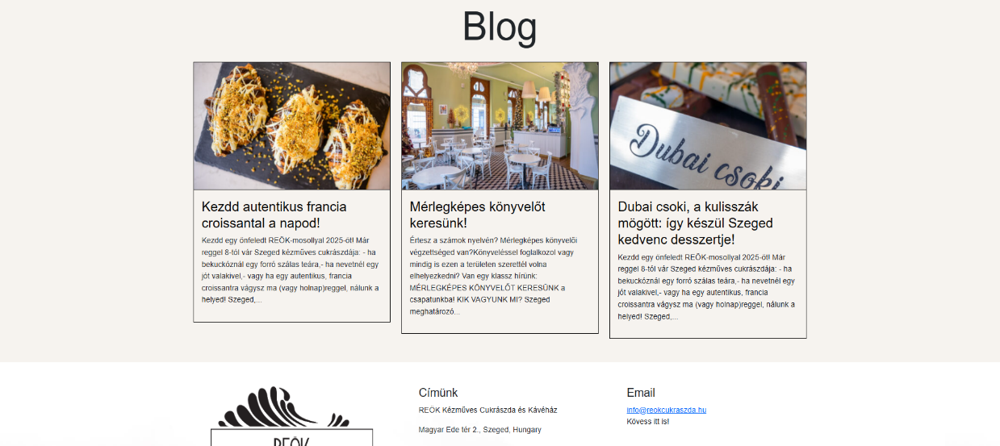 Blog
Dubai csoki
Kezdd autentikus francia
croissantal a napod!
Kezdd egy önfeledt REÖK-mosollyal 2025-öt! Már
reggel 8-tól vár Szeged kézműves cukrászdája: - ha
bekuckóznál egy forró szálas teára,- ha nevetnél egy
jót valakivel,- vagy ha egy autentikus, francia
croissantra vágysz ma (vagy holnap)reggel, nálunk a
helyed! Szeged,...
Mérlegképes könyvelőt
keresünk!
Értesz a számok nyelvén? Mérlegképes könyvelői
végzettséged van?Könyveléssel foglalkozol vagy
mindig is ezen a területen szerettél volna
elhelyezkedni? Van egy klassz hírünk:
MÉRLEGKÉPES KÖNYVELŐT KERESÜNK a
csapatunkba! KIK VAGYUNK MI? Szeged
meghatározó...
Dubai csoki, a kulisszák
mögött: így készül Szeged
kedvenc desszertje!
Kezdd egy önfeledt REÖK-mosollyal 2025-öt! Már
reggel 8-tól vár Szeged kézműves cukrászdája: - ha
bekuckóznál egy forró szálas teára,- ha nevetnél egy
jót valakivel,- vagy ha egy autentikus, francia
croissantra vágysz ma (vagy holnap)reggel, nálunk a
helyed! Szeged,...
REÖK
Címünk
REÖK Kézműves Cukrászda és Kávéház
Magyar Ede tér 2., Szeged, Hungary
Email
info@reokcukraszda.hu
Kövess itt is!